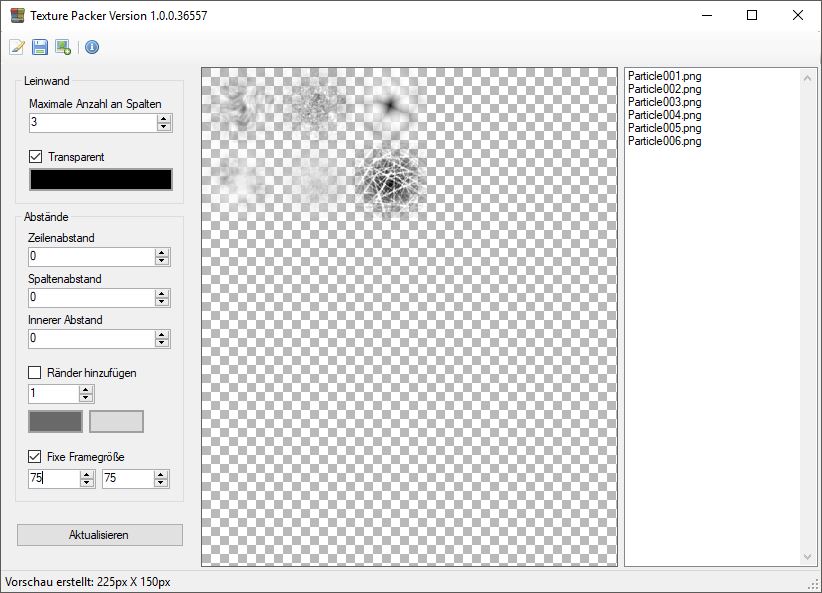 Texture Packer Version 1.0.0.36557
Leinwand
Maximale Anzahl an Spalten
3
Transparent
Abstände
Zeilenabstand
0
Spaltenabstand
0
Innerer Abstand
0
Ränder hinzufügen
1
Fixe Framegröße
75 75
Aktualisieren
Particle001.png
Particle002.png
Particle003.png
Particle004.png
Particle005.png
Particle006.png
Vorschau erstellt: 225px X 150px